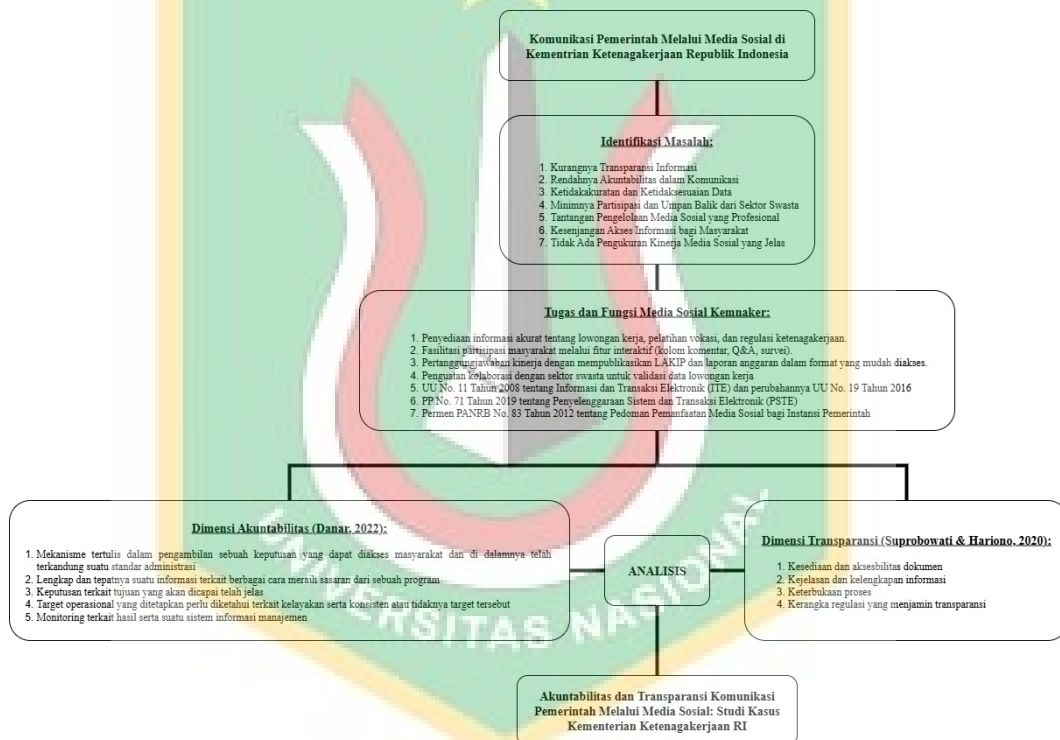 Komunikasi Pemerintah Melalui Media Sosial di
Kementrian Ketenagakerjaan Republik Indonesia
Identifikasi Masalah:
1. Kurangnya Transparansi Informasi
2. Rendahnya Akuntabilitas dalam Komunikasi
3. Ketidakakuratan dan Ketidaksesuaian Data
4. Minimnya Partisipasi dan Umpan Balik dari Sektor Swasta
5. Tantangan Pengelolaan Media Sosial yang Profesional
6. Kesenjangan Akses Informasi bagi Masyarakat
7. Tidak Ada Pengukuran Kinerja Media Sosial yang Jelas
Tugas dan Fungsi Media Sosial Kemnaker:
1. Penyediaan informasi akurat tentang lowongan kerja, pelatihan vokasi, dan regulasi ketenagakerjaan.
2. Fasilitasi partisipasi masyarakat melalui fitur interaktif (kolom komentar, Q&A, survei).
3. Pertanggungjawaban kinerja dengan mempublikasikan LAKIP dan laporan anggaran dalam format yang mudah diakses.
4. Penguatan kolaborasi dengan sektor swasta untuk validasi data lowongan kerja
5. UU No. 11 Tahun 2008 tentang Informasi dan Transaksi Elektronik (ITE) dan perubahannya UU No. 19 Tahun 2016
6. PP No. 71 Tahun 2019 tentang Penyelenggaraan Sistem dan Transaksi Elektronik (PSTE)
7. Permen PANRB No. 83 Tahun 2012 tentang Pedoman Pemanfaatan Media Sosial bagi Instansi Pemerintah
Dimensi Akuntabilitas (Danar, 2022):
1. Mekanisme tertulis dalam pengambilan sebuah keputusan yang dapat diakses masyarakat dan di dalamnya telah
terkandung suatu standar administrasi
2. Lengkap dan tepatnya suatu informasi terkait berbagai cara meraih sasaran dari sebuah program
3. Keputusan terkait tujuan yang akan dicapai telah jelas
4. Target operasional yang ditetapkan perlu diketahui terkait kelayakan serta konsisten atau tidaknya target tersebut
5. Monitoring terkait hasil serta suatu sistem informasi manajemen
ANALISIS
Dimensi Transparansi (Suprobowati & Hariono, 2020):
1. Kesediaan dan aksesbilitas dokumen
2. Kejelasan dan kelengkapan informasi
3. Keterbukaan proses
4. Kerangka regulasi yang menjamin transparansi
UNIVERSITAS NASIONAL
Akuntabilitas dan Transparansi Komunikasi
Pemerintah Melalui Media Sosial: Studi Kasus
Kementerian Ketenagakerjaan RI